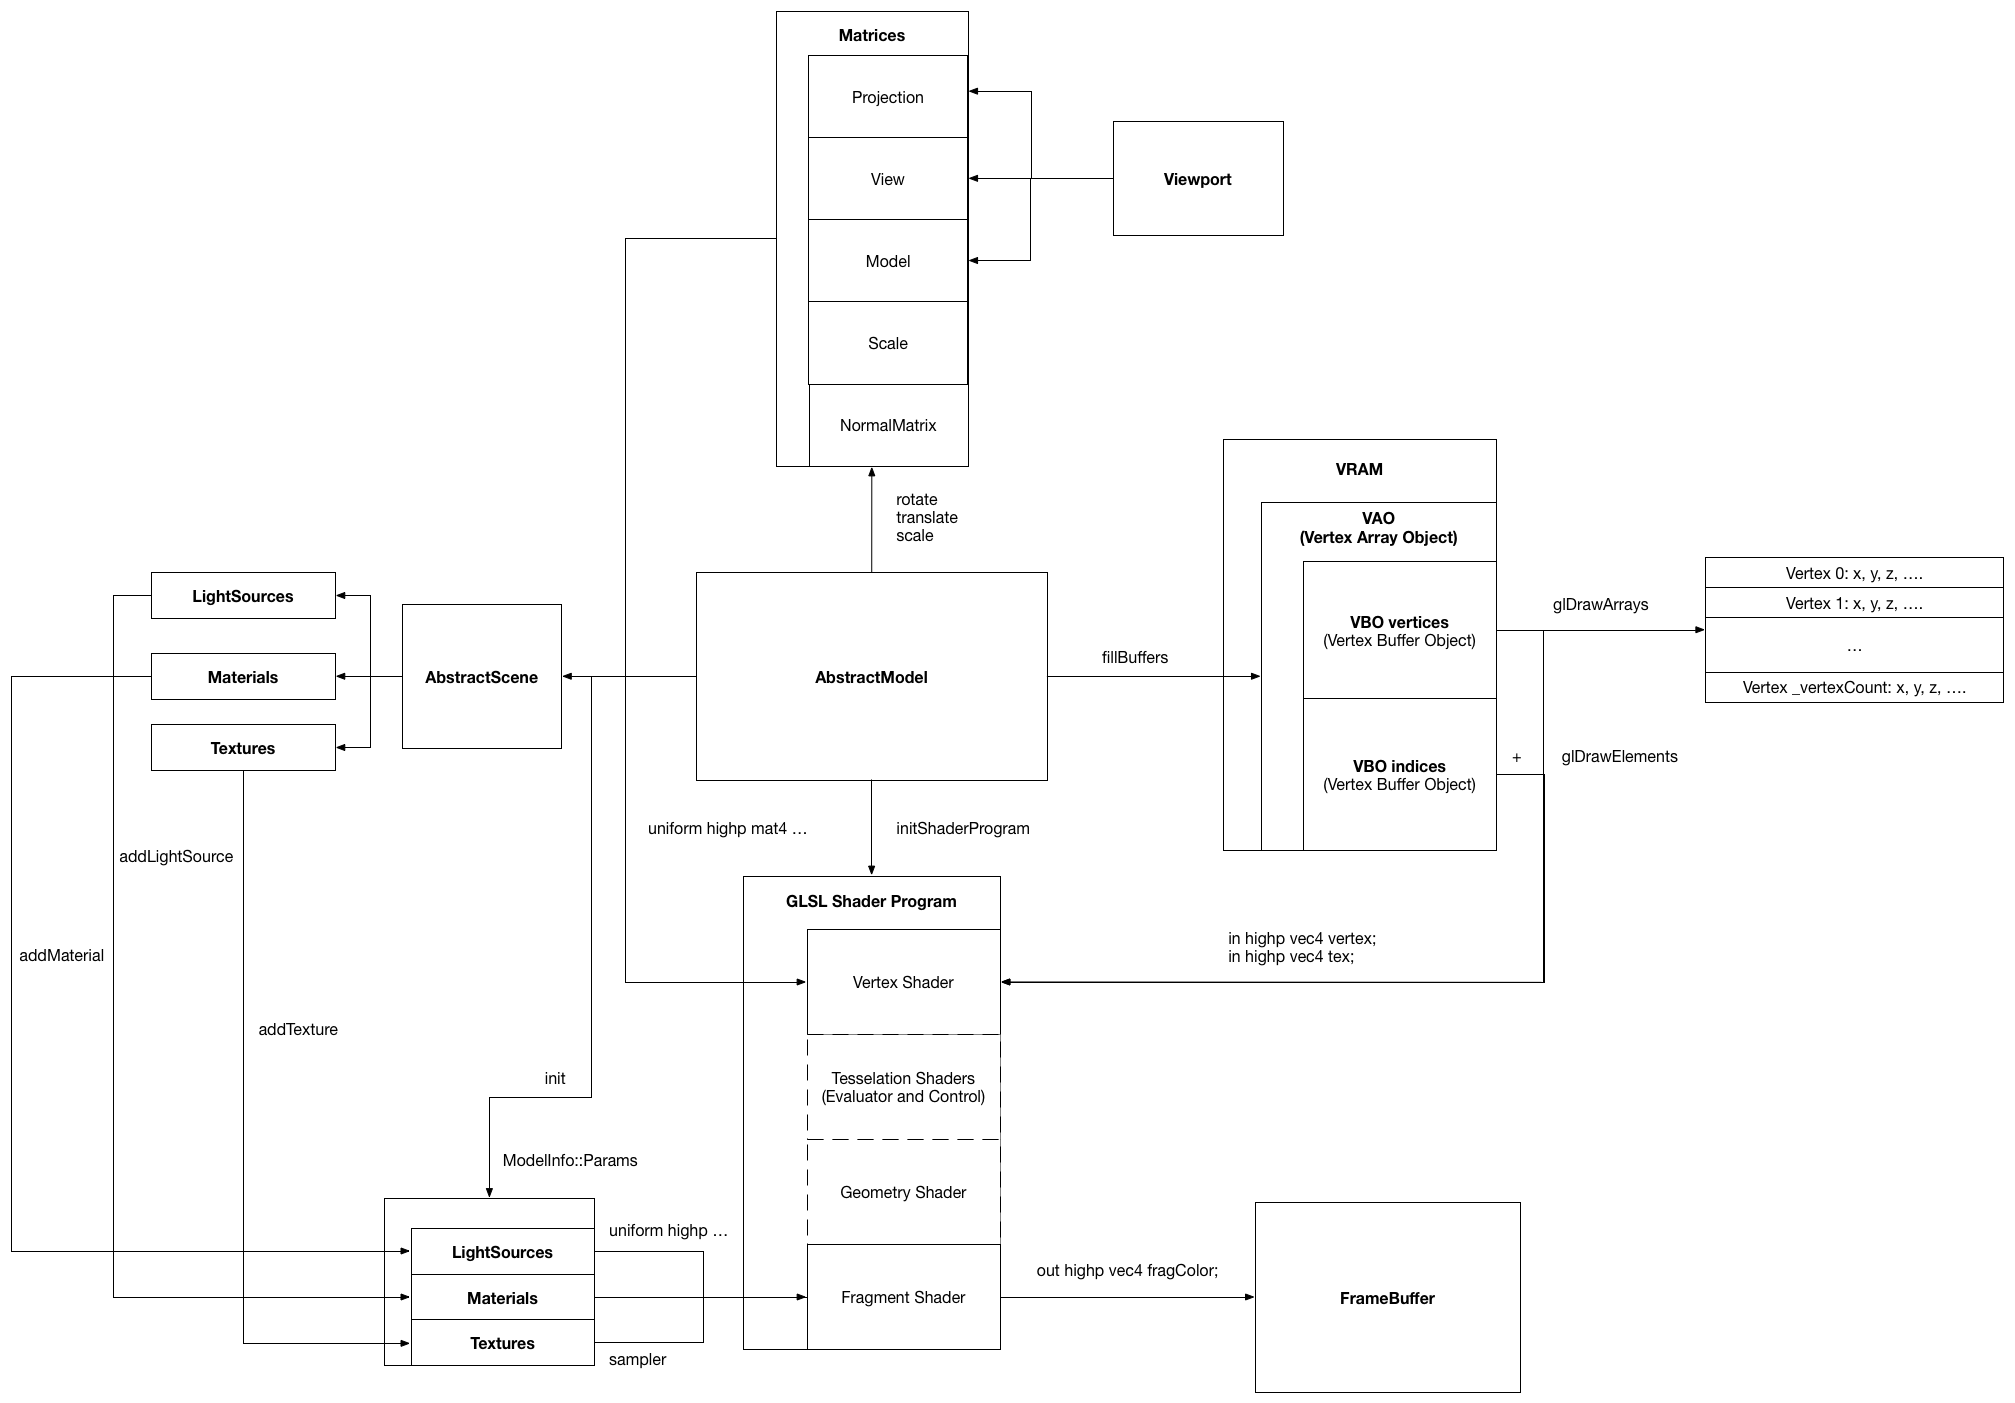 Matrices
Projection
View
Model
Scale
NormalMatrix
Viewport
rotate
translate
scale
VRAM
VAO
(Vertex Array Object)
VBO vertices
(Vertex Buffer Object)
VBO indices
(Vertex Buffer Object)
glDrawArrays
Vertex 0: x, y, z, ….
Vertex 1: x, y, z, ….
…
Vertex _vertexCount: x, y, z, ….
+
glDrawElements
LightSources
Materials
Textures
AbstractScene
AbstractModel
fillBuffers
uniform highp mat4 …
initShaderProgram
addLightSource
addMaterial
addTexture
init
ModelInfo::Params
GLSL Shader Program
Vertex Shader
Tesselation Shaders
(Evaluator and Control)
Geometry Shader
Fragment Shader
in highp vec4 vertex;
in highp vec4 tex;
LightSources
Materials
Textures
uniform highp …
sampler
out highp vec4 fragColor;
FrameBuffer